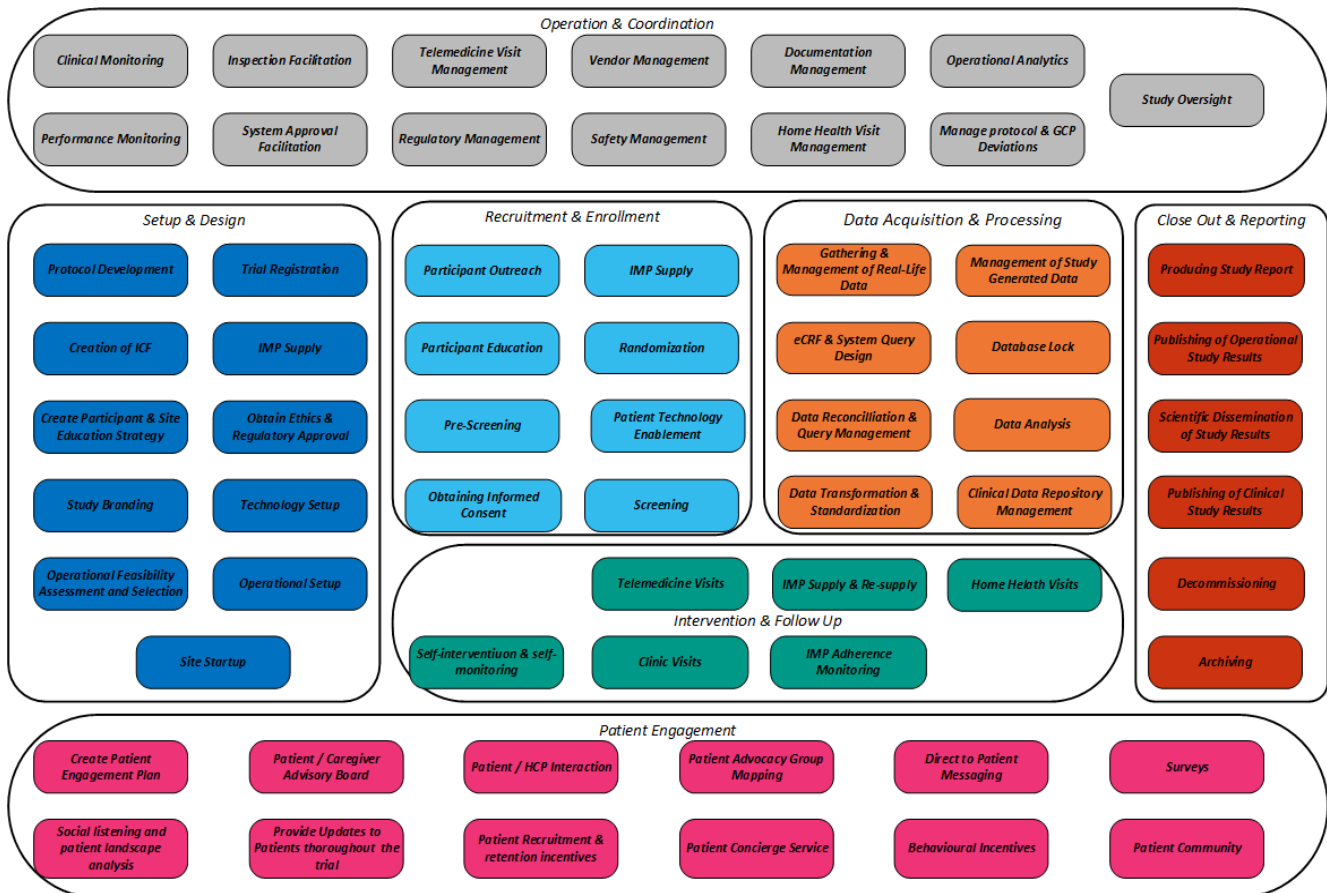 Operation & Coordination
Clinical Monitoring
Inspection Facilitation
Telemedicine Visit
Management
Vendor Management
Documentation
Management
Operational Analytics
Study Oversight
Performance Monitoring
System Approval
Facilitation
Regulatory Management
Safety Management
Home Health Visit
Management
Manage protocol & GCP
Deviations
Setup & Design
Protocol Development
Trial Registration
Creation of ICF
IMP Supply
Create Participant & Site
Education Strategy
Obtain Ethics &
Regulatory Approval
Study Branding
Technology Setup
Operational Feasibility
Assessment and Selection
Operational Setup
Site Startup
Recruitment & Enrollment
Participant Outreach
IMP Supply
Participant Education
Randomization
Pre-Screening
Patient Technology
Enablement
Obtaining Informed
Consent
Screening
Data Acquisition & Processing
Gathering &
Management of Real-Life
Data
Management of Study
Generated Data
eCRF & System Query
Design
Database Lock
Data Reconcilliation &
Query Management
Data Analysis
Data Transformation &
Standardization
Clinical Data Repository
Management
Close Out & Reporting
Producing Study Report
Publishing of Operational
Study Results
Scientific Dissemination
of Study Results
Publishing of Clinical
Study Results
Decommissioning
Archiving
Telemedicine Visits
IMP Supply & Re-supply
Home Helath Visits
Intervention & Follow Up
Self-interventiuon & self-
monitoring
Clinic Visits
IMP Adherence
Monitoring
Patient Engagement
Create Patient
Engagement Plan
Patient / Caregiver
Advisory Board
Patient / HCP Interaction
Patient Advocacy Group
Mapping
Direct to Patient
Messaging
Surveys
Social listening and
patient landscape
analysis
Provide Updates to
Patients thoroughout the
trial
Patient Recruitment &
retention incentives
Patient Concierge Service
Behavioural Incentives
Patient Community